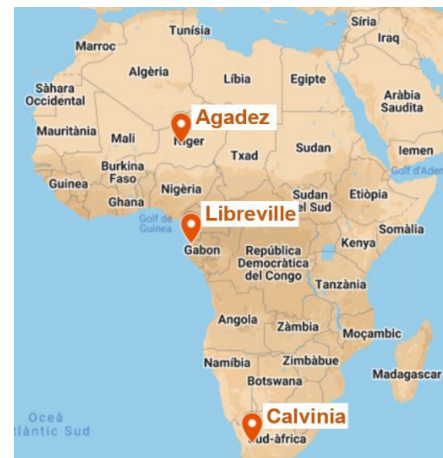 Síria
Tunísia
Iraq
Marroc
Algèria
Líbia
Egipte
Sàhara
Occidental
Aràbia
Saudita
Agadez
Mauritània
Mali
Níger
Txad
Sudan
Iemen
Burkina
Faso
Golf d'Aden
Guinea
Ghana
Nigèria
Sudan
del Sud
Etiòpia
Golf de
Guinea
Libreville
Somàlia
Gabon
República
Democràtica
del Congo
Kenya
Tanzània
Angola
Zàmbia
Moçambic
Namíbia
Zimbàbue
Madagascar
Botswana
Calvinia
Oceà
tlàntic Sud
ud-àfrica